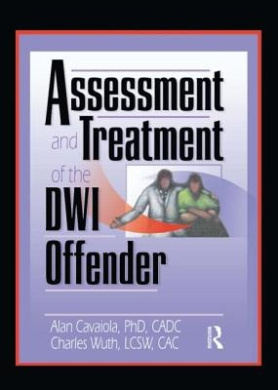 Assessment
and Treatment
of the
DWI
Offender
Alan Cavaiola, PhD, CADC
Charles Wuth, LCSW, CAC
R